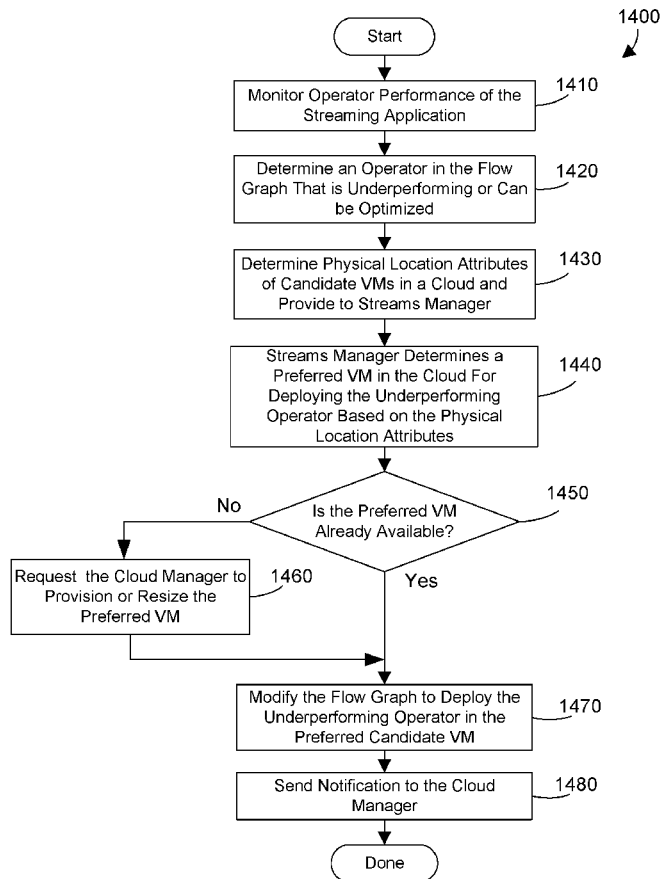 1400
Start
Monitor Operator Performance of the
Streaming Application
1410
Determine an Operator in the Flow
Graph That is Underperforming or Can
be Optimized
1420
Determine Physical Location Attributes
of Candidate VMs in a Cloud and
Provide to Streams Manager
1430
Streams Manager Determines a
Preferred VM in the Cloud For
Deploying the Underperforming
Operator Based on the Physical
Location Attributes
1440
Is the Preferred VM
Already Available?
1450
No
Yes
Request the Cloud Manager to
Provision or Resize the
Preferred VM
1460
Modify the Flow Graph to Deploy the
Underperforming Operator in the
Preferred Candidate VM
1470
Send Notification to the Cloud
Manager
1480
Done